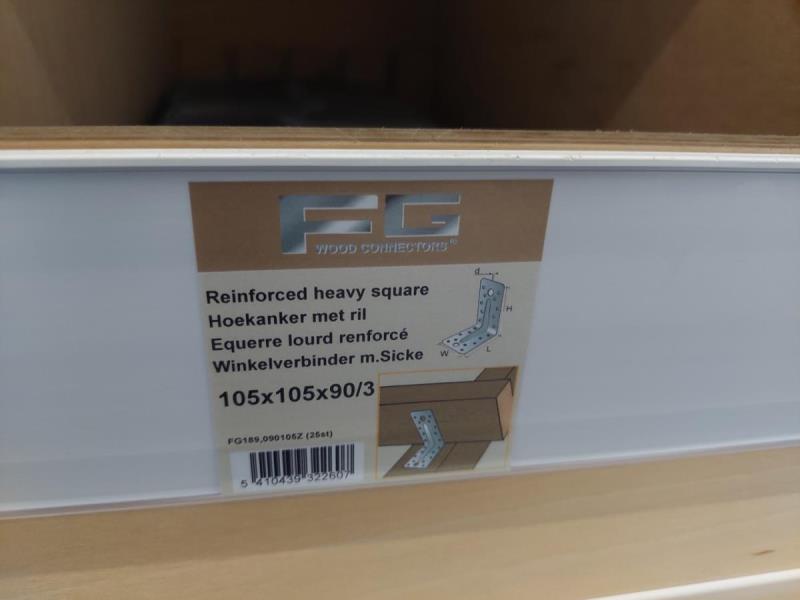 FG
WOOD CONNECTORS®
Reinforced heavy square
Hoekanker met ril
Equerre lourd renforcé
Winkelverbinder m.Sicke
105x105x90/3
d
H
W
L
FG189,090105Z (25st)
5 410439 322607